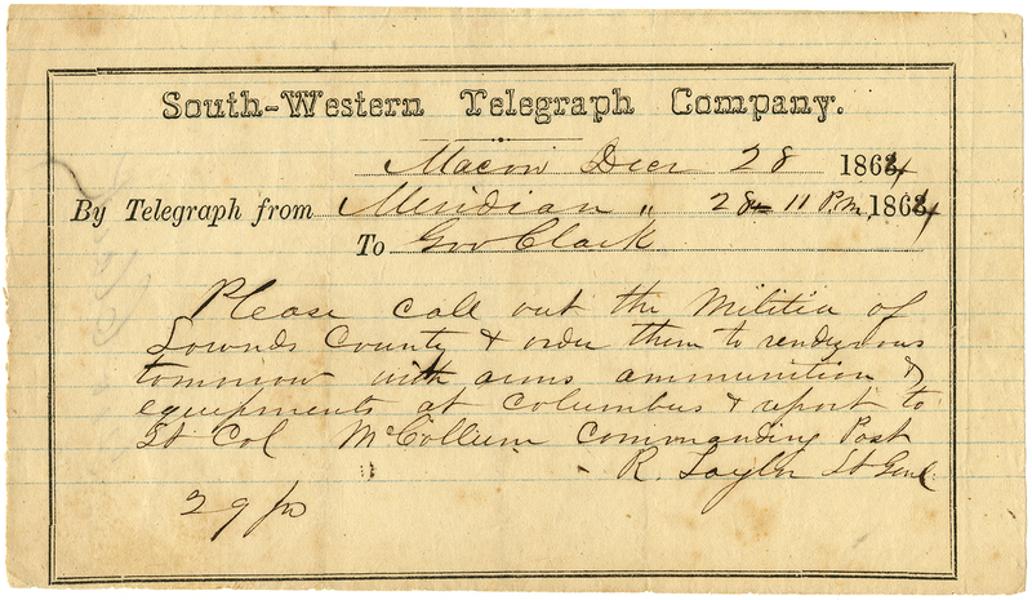 South-Western Telegraph Company.
Macon Decr 28 1864
By Telegraph from Meridian " 28 11 P.m. 1864
To Gov Clark
Please call out the Militia of
Lownds County & order them to rendezvous
tommrow with arms ammunition &
equipments at Columbus & report to
Lt Col McCollum Commanding Post
R. Taylor Lt Genl
29